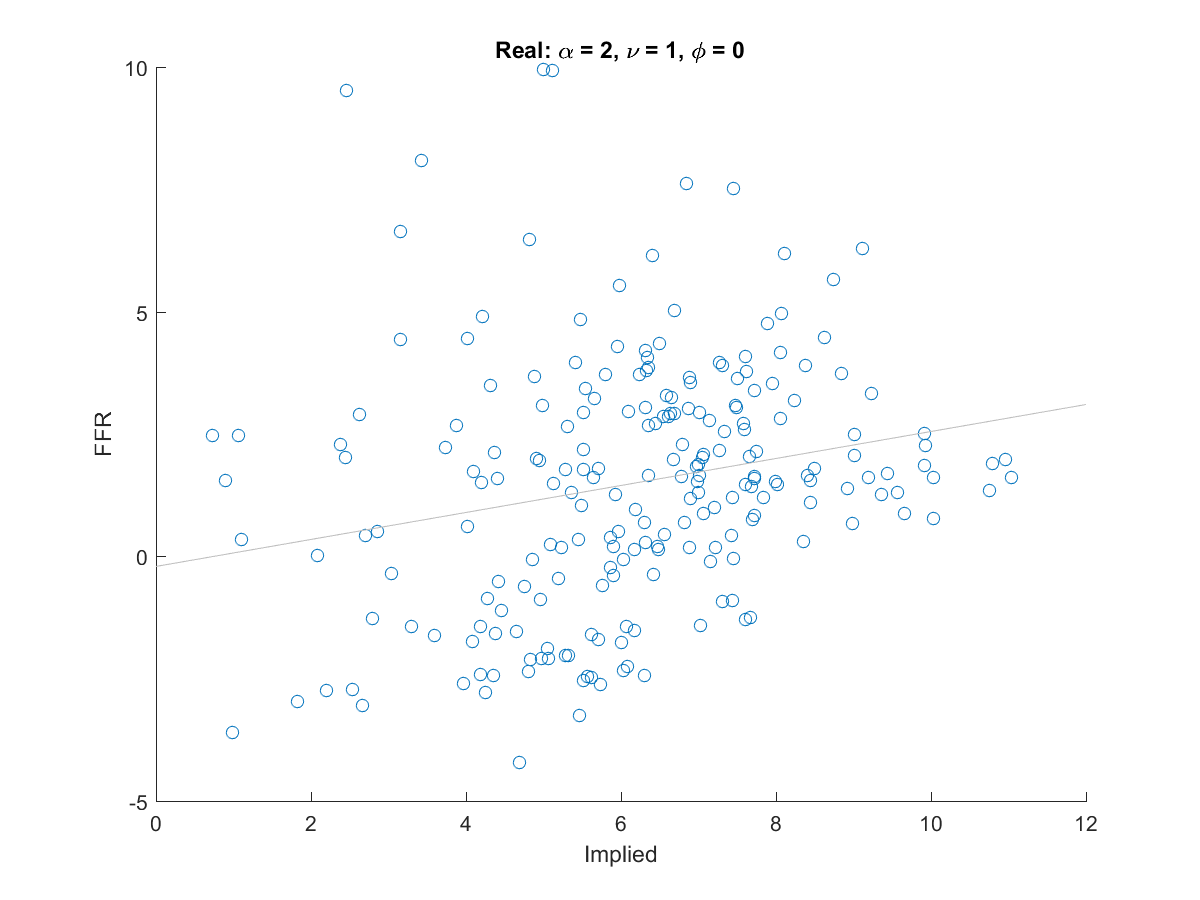 Real: α = 2, ν = 1, ϕ = 0
10
5
0
-5
FFR
0 2 4 6 8 10 12
Implied